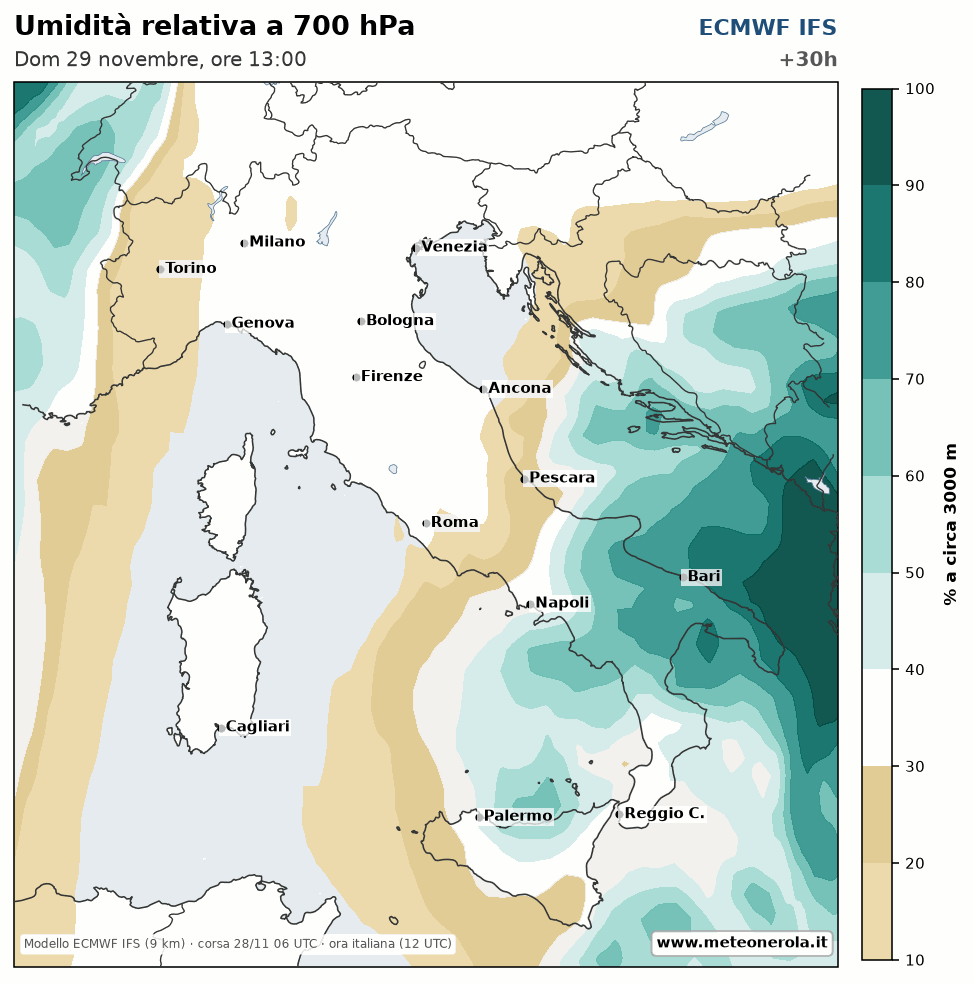 Umidità relativa a 700 hPa
ECMWF IFS
Dom 29 novembre, ore 13:00
+30h
Milano
Venezia
Torino
Genova
Bologna
Firenze
Ancona
Pescara
Roma
Bari
Napoli
Cagliari
Palermo
Reggio C.
100
90
80
70
60
50
40
30
20
10
% a circa 3000 m
Modello ECMWF IFS (9 km) · corsa 28/11 06 UTC · ora italiana (12 UTC)
www.meteonerola.it